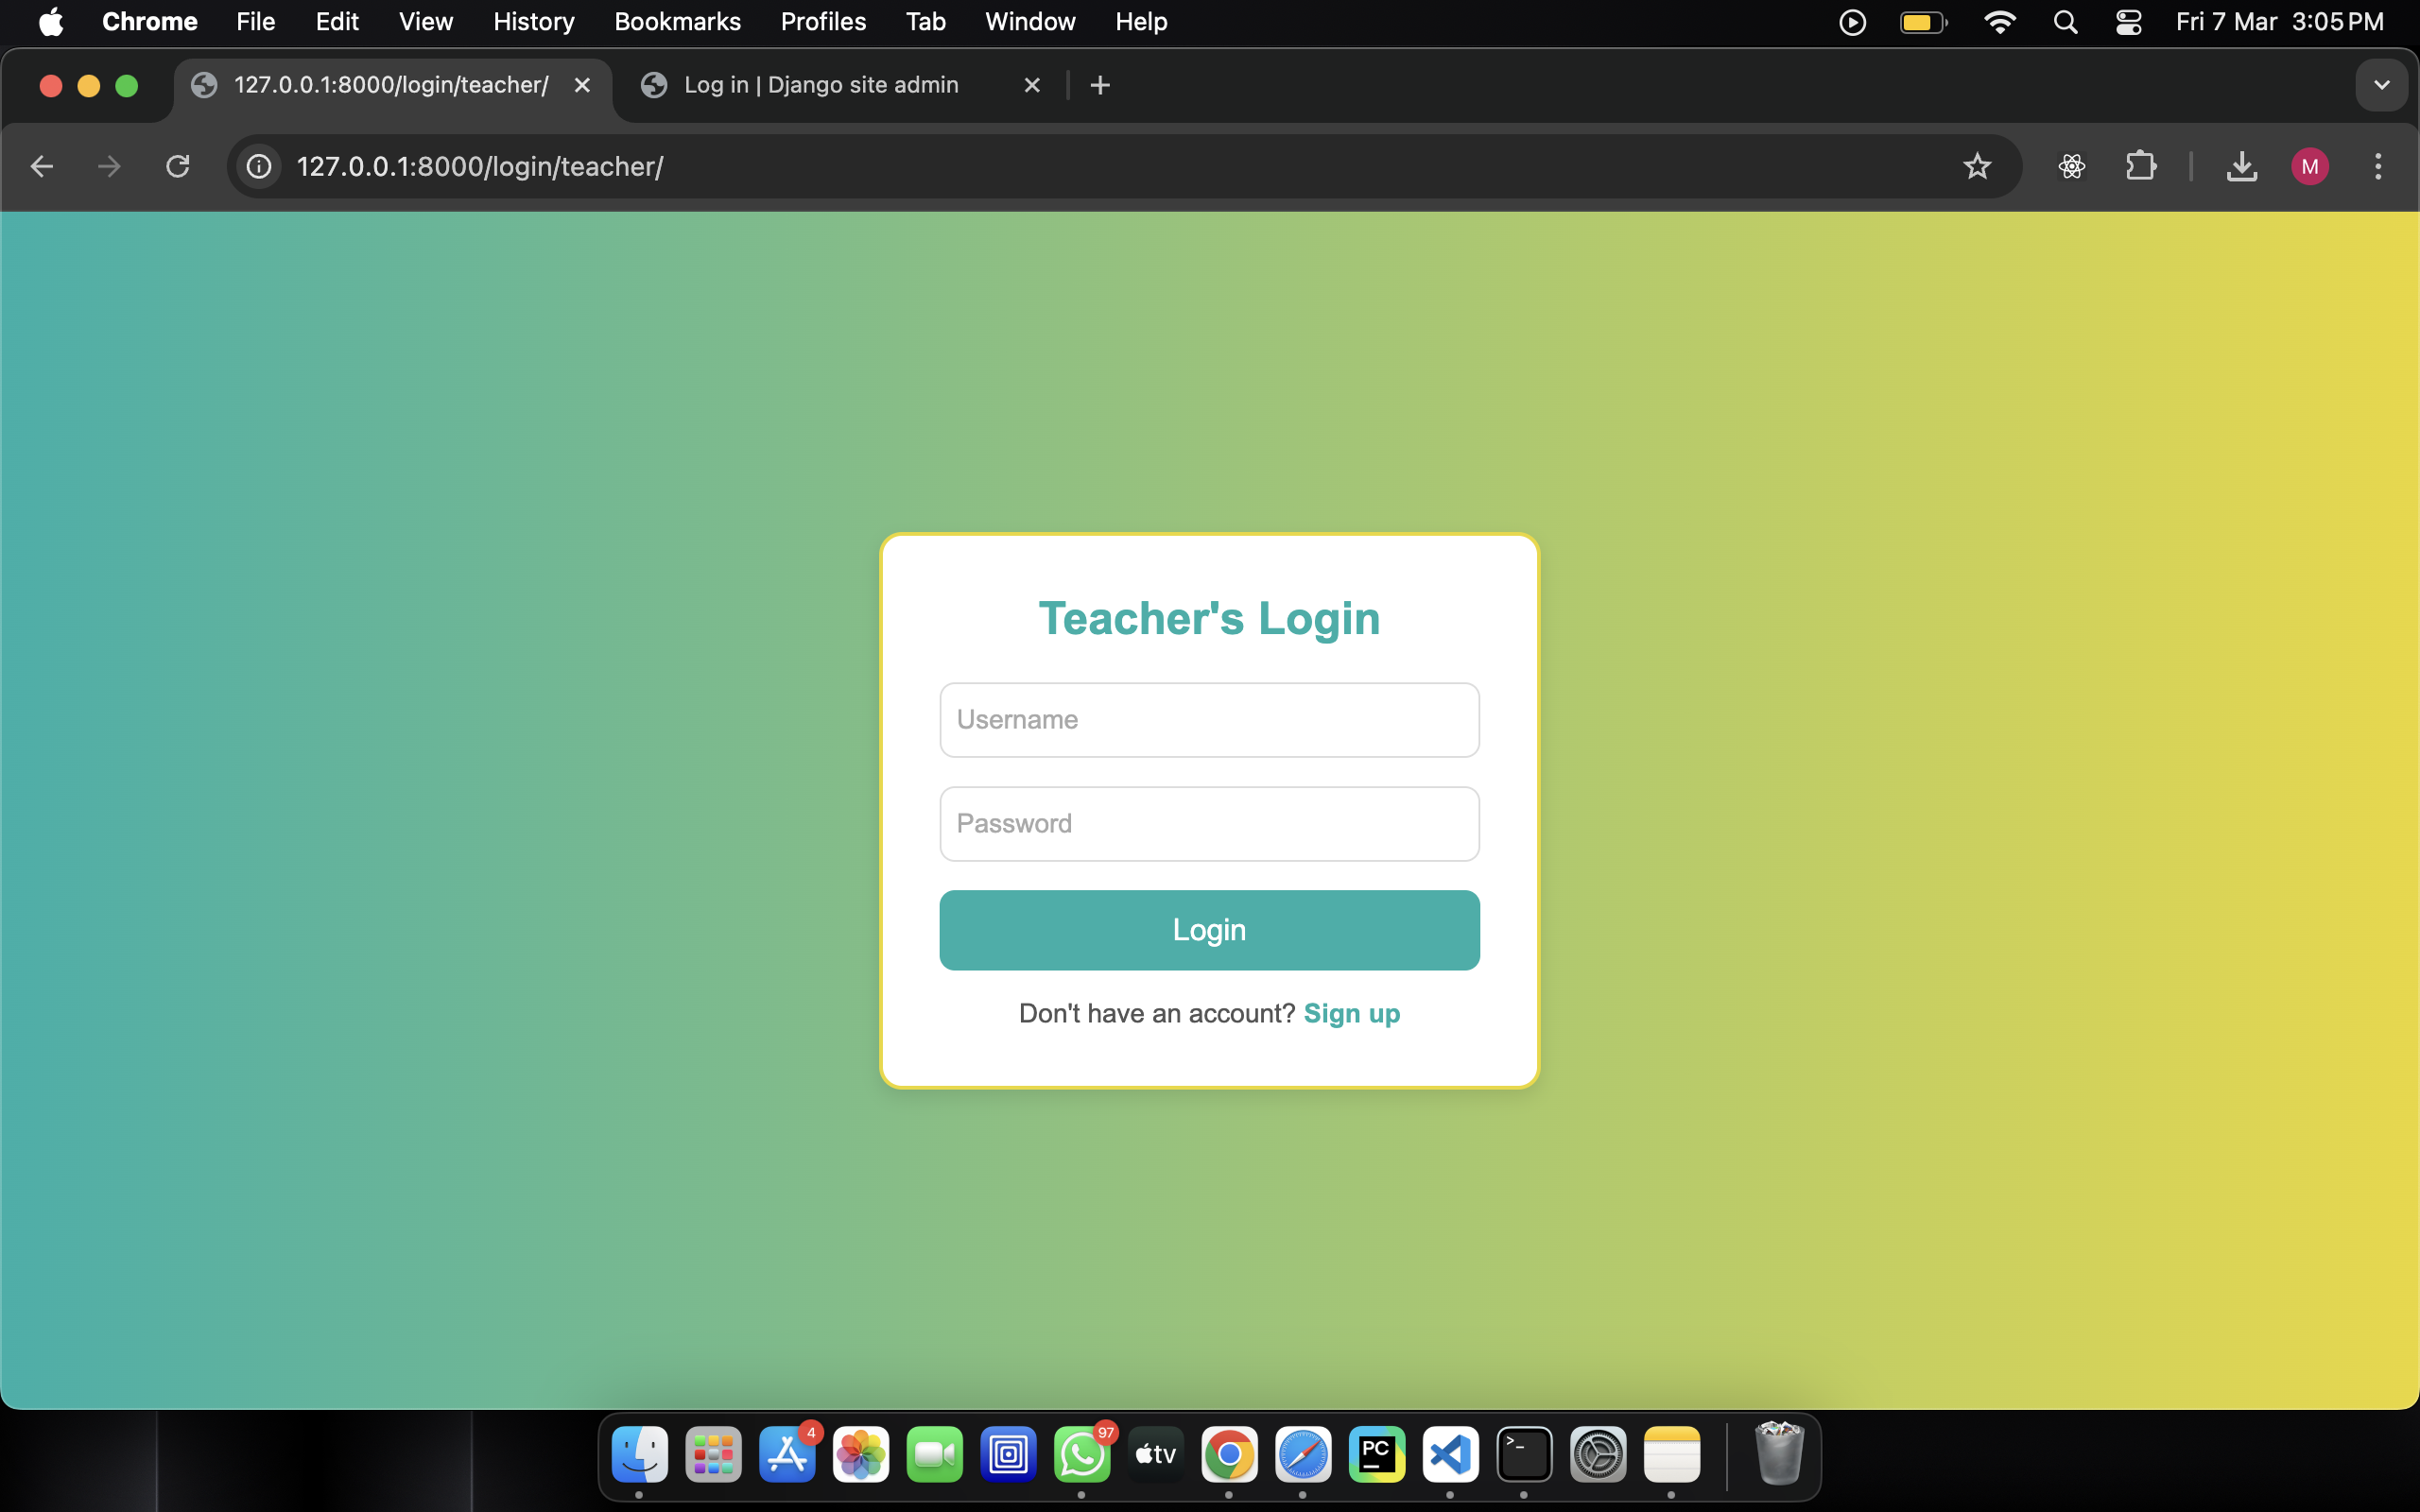 Chrome File Edit View History Bookmarks Profiles Tab Window Help Fri 7 Mar 3:05 PM
127.0.0.1:8000/login/teacher/ Log in | Django site admin
127.0.0.1:8000/login/teacher/ M
Teacher's Login
Username
Password
Login
Don't have an account? Sign up
4 97 tv PC >_